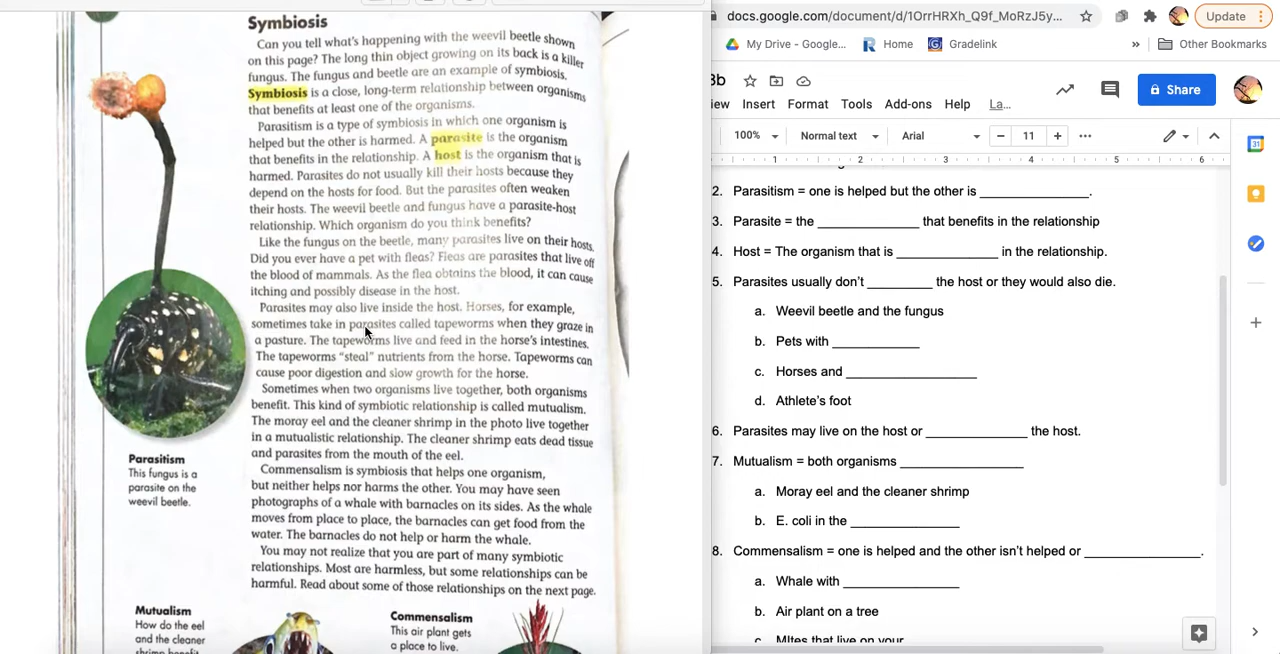 Symbiosis
Can you tell what's happening with the weevil beetle shown
on this page? The long thin object growing on its back is a killer
fungus. The fungus and beetle are an example of symbiosis.
Symbiosis is a close, long-term relationship between organisms
that benefits at least one of the organisms.
Parasitism is a type of symbiosis in which one organism is
helped but the other is harmed. A parasite is the organism
that benefits in the relationship. A host is the organism that is
harmed. Parasites do not usually kill their hosts because they
depend on the hosts for food. But the parasites often weaken
their hosts. The weevil beetle and fungus have a parasite-host
relationship. Which organism do you think benefits?
Like the fungus on the beetle, many parasites live on their hosts.
Did you ever have a pet with fleas? Fleas are parasites that live off
the blood of mammals. As the flea obtains the blood, it can cause
itching and possibly disease in the host.
Parasites may also live inside the host. Horses, for example,
sometimes take in parasites called tapeworms when they graze in
a pasture. The tapeworms live and feed in the horse's intestines.
The tapeworms "steal" nutrients from the horse. Tapeworms can
cause poor digestion and slow growth for the horse.
Sometimes when two organisms live together, both organisms
benefit. This kind of symbiotic relationship is called mutualism.
The moray eel and the cleaner shrimp in the photo live together
in a mutualistic relationship. The cleaner shrimp eats dead tissue
and parasites from the mouth of the eel.
Commensalism is symbiosis that helps one organism,
but neither helps nor harms the other. You may have seen
photographs of a whale with barnacles on its sides. As the whale
moves from place to place, the barnacles can get food from the
water. The barnacles do not help or harm the whale.
You may not realize that you are part of many symbiotic
relationships. Most are harmless, but some relationships can be
harmful. Read about some of those relationships on the next page.
Parasitism
This fungus is a
parasite on the
weevil beetle.
Mutualism
How do the eel
and the cleaner
shrimp benefit
Commensalism
This air plant gets
a place to live.
docs.google.com/document/d/1OrrHRXh_Q9f_MoRzJ5y...
Update
My Drive - Google...
Home
Gradelink
»
Other Bookmarks
3b
Share
iew Insert Format Tools Add-ons Help La...
100% Normal text Arial 11
1 2 3 4 5 6
2. Parasitism = one is helped but the other is ________________.
3. Parasite = the _______________ that benefits in the relationship
4. Host = The organism that is _______________ in the relationship.
5. Parasites usually don't __________ the host or they would also die.
a. Weevil beetle and the fungus
b. Pets with _____________
c. Horses and ___________________
d. Athlete's foot
6. Parasites may live on the host or _______________ the host.
7. Mutualism = both organisms __________________
a. Moray eel and the cleaner shrimp
b. E. coli in the ________________
8. Commensalism = one is helped and the other isn't helped or _________________.
a. Whale with _________________
b. Air plant on a tree
c. MItes that live on your
31